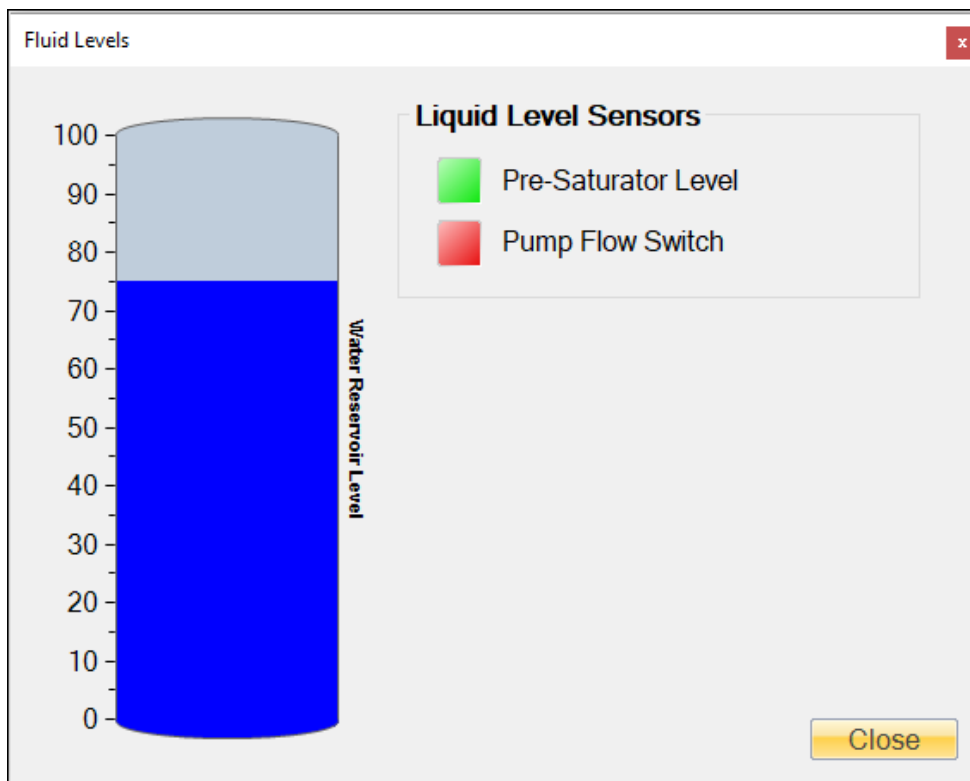 Fluid Levels
x
Liquid Level Sensors
Pre-Saturator Level
Pump Flow Switch
100
90
80
70
60
50
40
30
20
10
0
Water Reservoir Level
Close